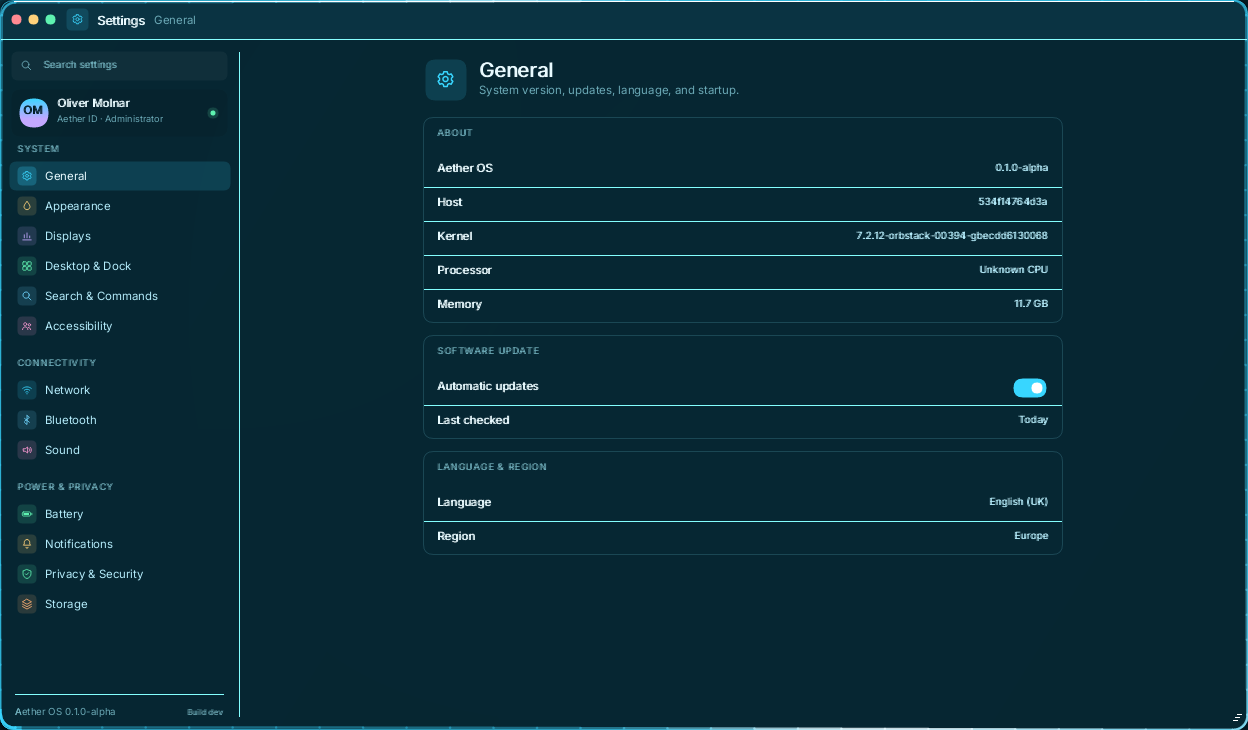 Settings General
Search settings
OM
Oliver Molnar
Aether ID · Administrator
SYSTEM
General
Appearance
Displays
Desktop & Dock
Search & Commands
Accessibility
CONNECTIVITY
Network
Bluetooth
Sound
POWER & PRIVACY
Battery
Notifications
Privacy & Security
Storage
Aether OS 0.1.0-alpha Build dev
General
System version, updates, language, and startup.
ABOUT
Aether OS 0.1.0-alpha
Host 534f14764d3a
Kernel 7.2.12-orbstack-00394-gbecdd6130068
Processor Unknown CPU
Memory 11.7 GB
SOFTWARE UPDATE
Automatic updates
Last checked Today
LANGUAGE & REGION
Language English (UK)
Region Europe